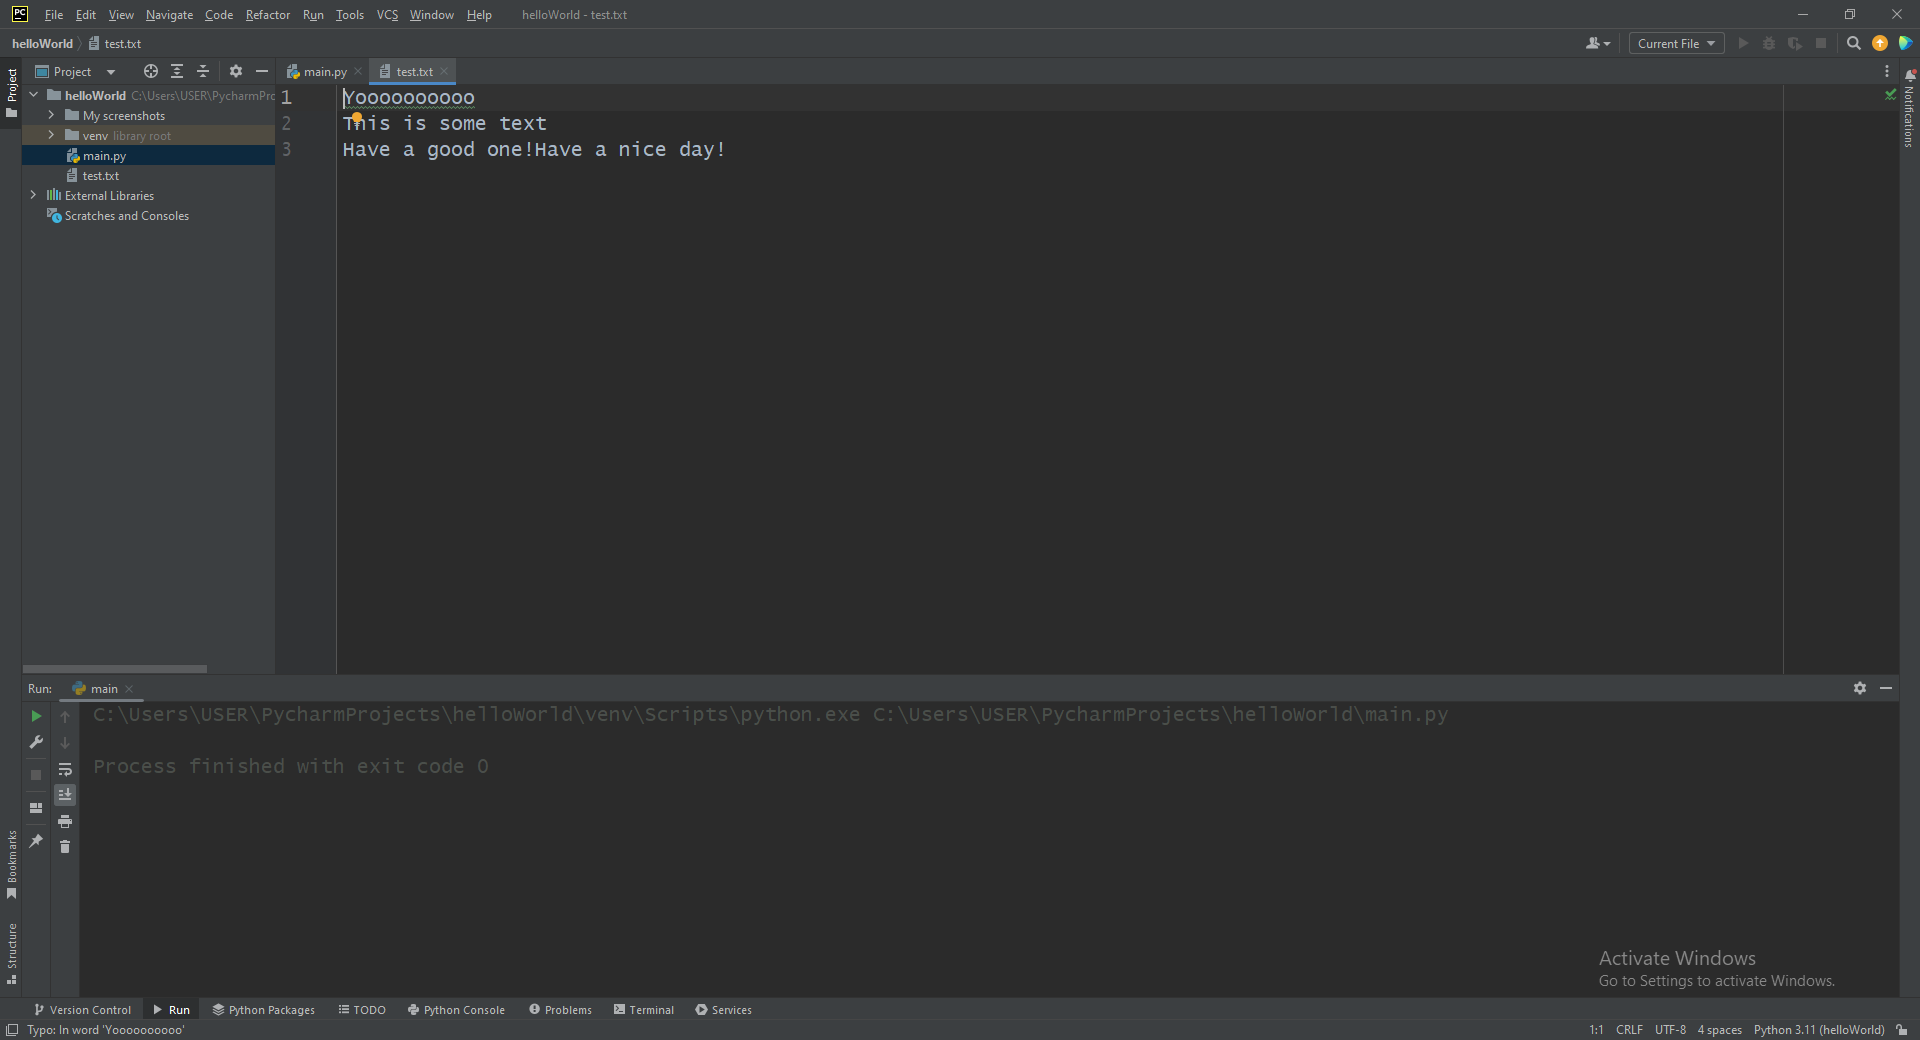 PC File Edit View Navigate Code Refactor Run Tools VCS Window Help helloWorld - test.txt
helloWorld test.txt Current File
Project
Project main.py test.txt
helloWorld C:\Users\USER\PycharmPro
My screenshots
venv library root
main.py
test.txt
External Libraries
Scratches and Consoles
1 Yoooooooooo
2 This is some text
3 Have a good one!Have a nice day!
Notifications
Run: main
C:\Users\USER\PycharmProjects\helloWorld\venv\Scripts\python.exe C:\Users\USER\PycharmProjects\helloWorld\main.py
Process finished with exit code 0
Bookmarks
Structure
Activate Windows
Go to Settings to activate Windows.
Version Control Run Python Packages TODO Python Console Problems Terminal Services
Typo: In word 'Yoooooooooo' 1:1 CRLF UTF-8 4 spaces Python 3.11 (helloWorld)